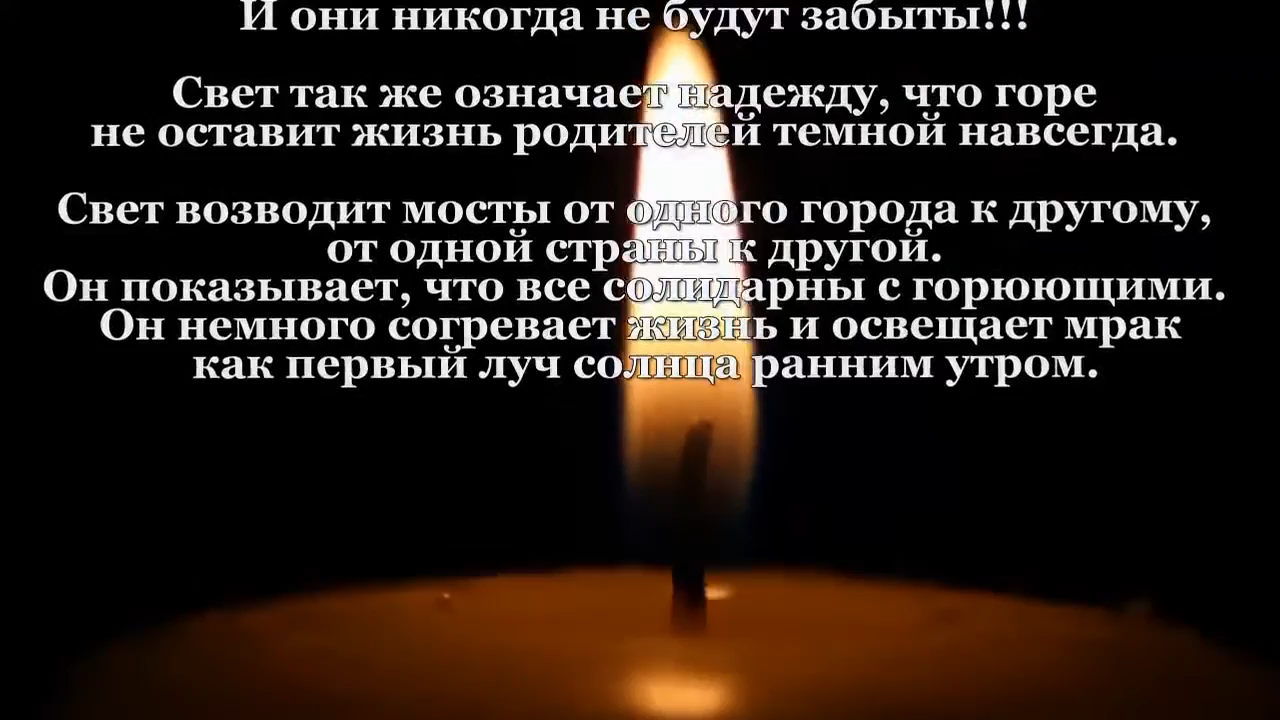 И они никогда не будут забыты!!!
Свет так же означает надежду, что горе
не оставит жизнь родителей темной навсегда.
Свет возводит мосты от одного города к другому,
от одной страны к другой.
Он показывает, что все солидарны с горюющими.
Он немного согревает жизнь и освещает мрак
как первый луч солнца ранним утром.